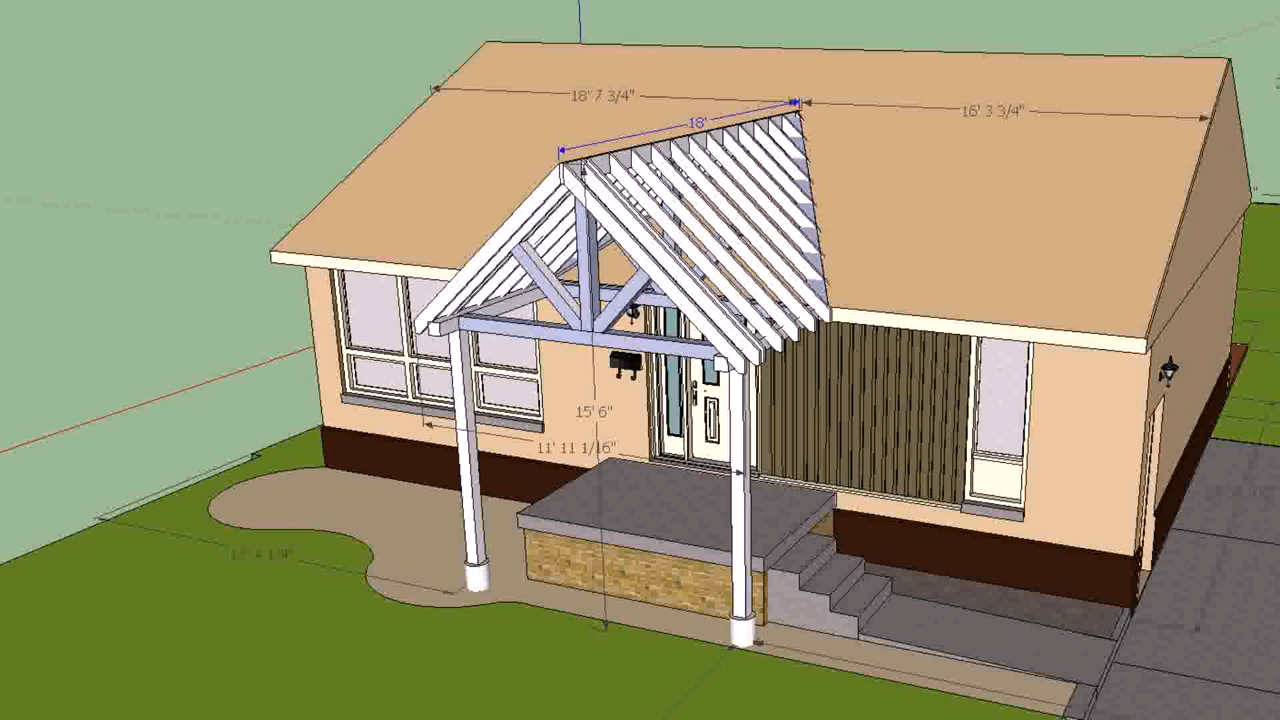 18' 7 3/4"
16' 3 3/4"
18'
15' 6"
11' 11 1/16"